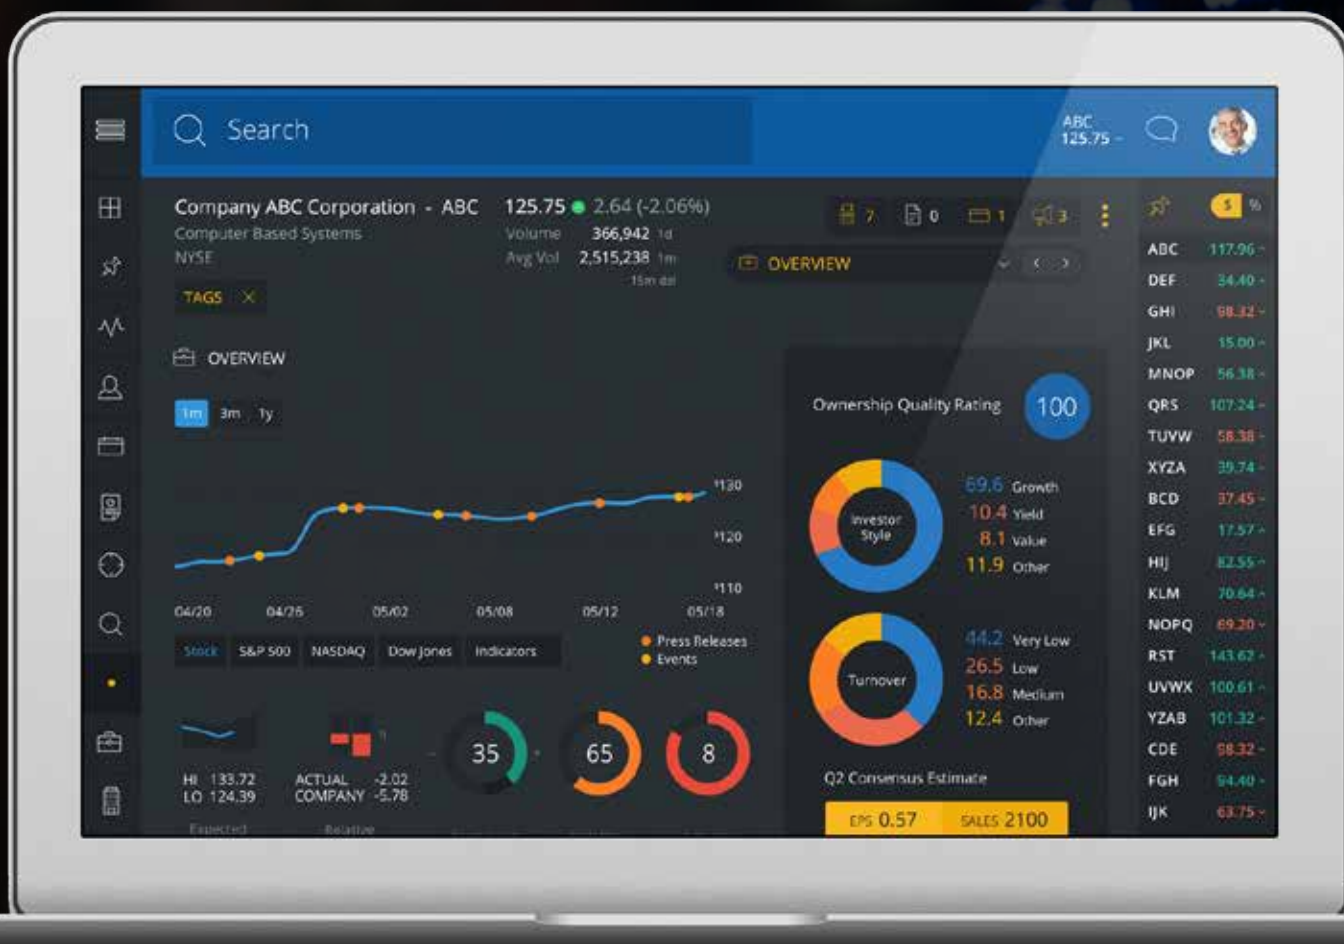 Search
ABC
125.75
Company ABC Corporation - ABC 125.75 2.64 (-2.06%)
Computer Based Systems
Volume 366,942 1d
NYSE
Avg Vol 2,515,238 1m
15m del
7 0 1 3
OVERVIEW
TAGS
OVERVIEW
1m 3m 1y
$130
$120
$110
04/20 04/26 05/02 05/08 05/12 05/18
Stock S&P 500 NASDAQ Dow Jones Indicators
Press Releases
Events
HI 133.72
LO 124.39
Expected
ACTUAL -2.02
COMPANY -5.78
Relative
35
65
8
Ownership Quality Rating 100
Investor
Style
69.6 Growth
10.4 Yield
8.1 Value
11.9 Other
Turnover
44.2 Very Low
26.5 Low
16.8 Medium
12.4 Other
Q2 Consensus Estimate
EPS 0.57 SALES 2100
$ %
ABC 117.96
DEF 34.40
GHI 98.32
JKL 15.00
MNOP 56.38
QRS 107.24
TUVW 58.38
XYZA 39.74
BCD 37.45
EFG 17.57
HIJ 82.55
KLM 70.64
NOPQ 69.20
RST 143.62
UVWX 100.61
YZAB 101.32
CDE 98.32
FGH 94.40
IJK 63.75